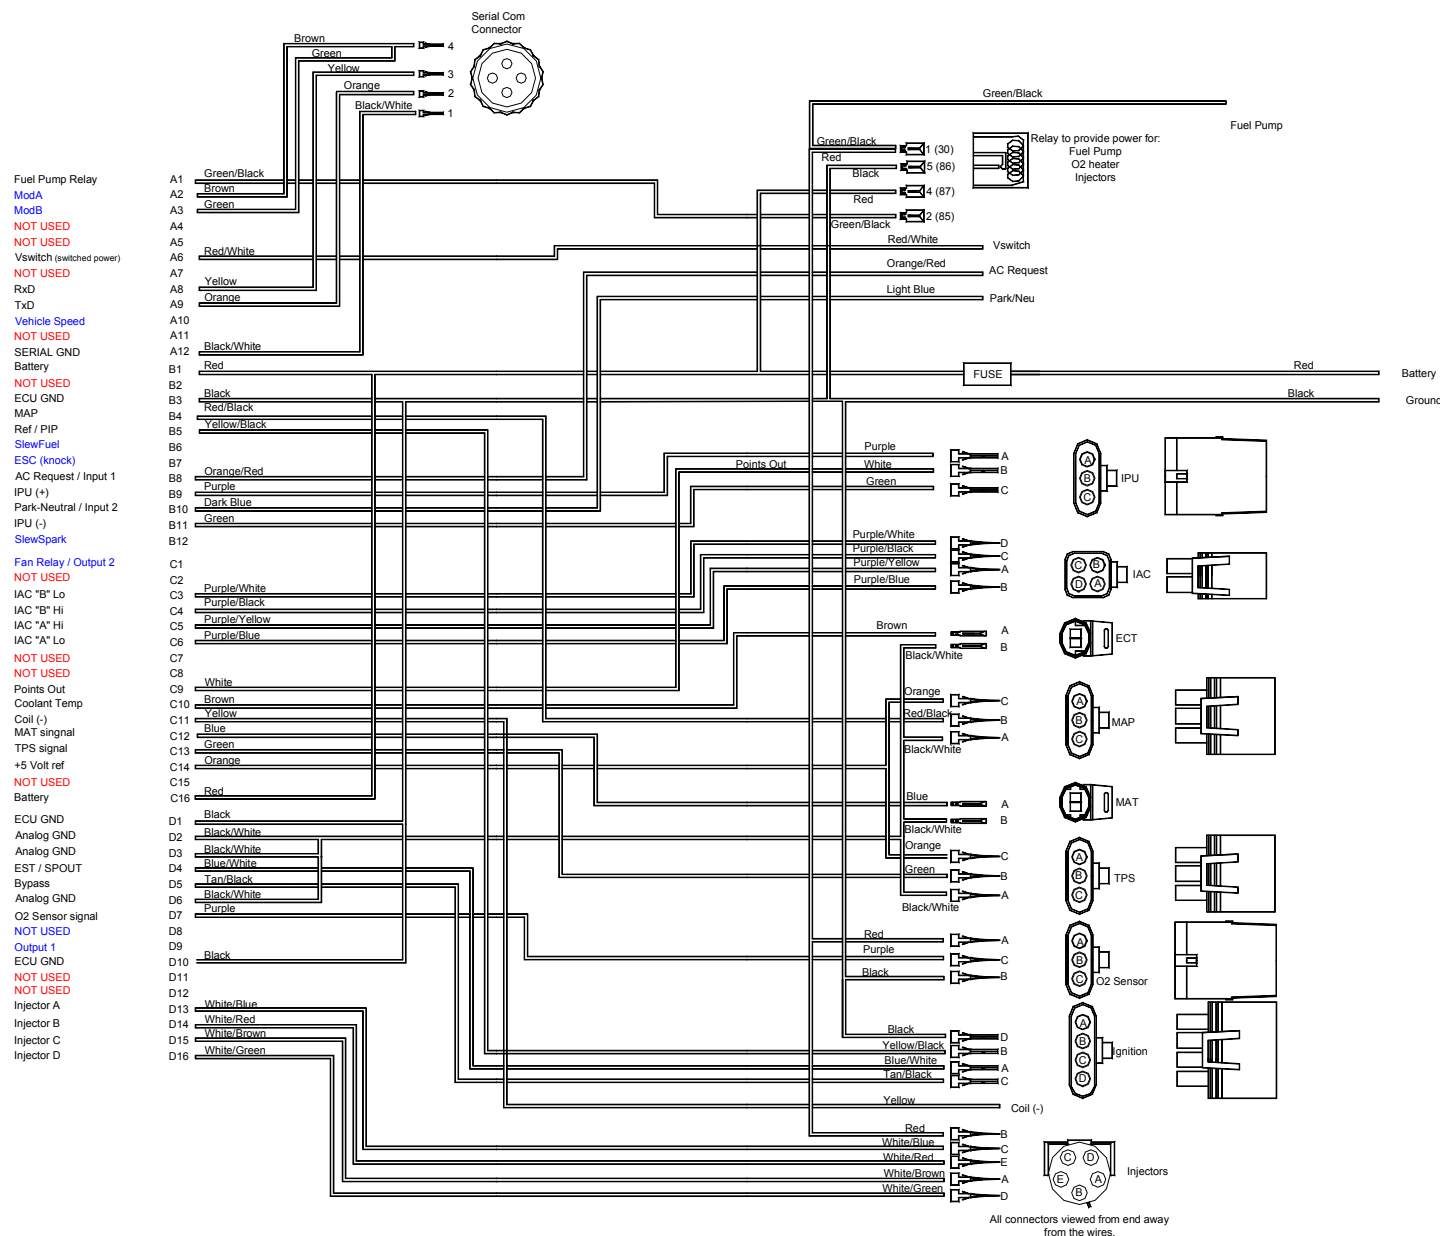 Serial Com
Connector
Brown
4
Green
Yellow
3
Orange
2
Black/White
1
Green/Black
Fuel Pump
Green/Black
1 (30)
Red
5 (86)
Black
4 (87)
Red
2 (85)
Green/Black
Relay to provide power for:
Fuel Pump
O2 heater
Injectors
Fuel Pump Relay A1 Green/Black
ModA A2 Brown
ModB A3 Green
NOT USED A4
NOT USED A5
Vswitch (switched power) A6 Red/White
Red/White Vswitch
NOT USED A7
Orange/Red AC Request
RxD A8 Yellow
Light Blue Park/Neu
TxD A9 Orange
Vehicle Speed A10
NOT USED A11
SERIAL GND A12 Black/White
Battery B1 Red
FUSE
Red Battery
NOT USED B2
ECU GND B3 Black
Black Ground
MAP B4 Red/Black
Ref / PIP B5 Yellow/Black
SlewFuel B6
ESC (knock) B7
AC Request / Input 1 B8 Orange/Red
IPU (+) B9 Purple
Park-Neutral / Input 2 B10 Dark Blue
IPU (-) B11 Green
SlewSpark B12
Fan Relay / Output 2 C1
NOT USED C2
IAC "B" Lo C3 Purple/White
IAC "B" Hi C4 Purple/Black
IAC "A" Hi C5 Purple/Yellow
IAC "A" Lo C6 Purple/Blue
NOT USED C7
NOT USED C8
Points Out C9 White
Coolant Temp C10 Brown
Coil (-) C11 Yellow
MAT singnal C12 Blue
TPS signal C13 Green
+5 Volt ref C14 Orange
NOT USED C15
Battery C16 Red
ECU GND D1 Black
Analog GND D2 Black/White
Analog GND D3 Black/White
EST / SPOUT D4 Blue/White
Bypass D5 Tan/Black
Analog GND D6 Black/White
O2 Sensor signal D7 Purple
NOT USED D8
Output 1 D9
ECU GND D10 Black
NOT USED D11
NOT USED D12
Injector A D13 White/Blue
Injector B D14 White/Red
Injector C D15 White/Brown
Injector D D16 White/Green
Purple A
Points Out White B
Green C
A
B
C
IPU
Purple/White D
Purple/Black C
Purple/Yellow A
Purple/Blue B
C B
D A
IAC
Brown A
Black/White B
ECT
Orange C
Red/Black B
Black/White A
A
B
C
MAP
Blue A
Black/White B
MAT
Orange C
Green B
Black/White A
A
B
C
TPS
Red A
Purple C
Black B
A
B
C
O2 Sensor
Black D
Yellow/Black B
Blue/White A
Tan/Black C
A
B
C
D
Ignition
Yellow Coil (-)
Red B
White/Blue C
White/Red E
White/Brown A
White/Green D
C D
E A
B
Injectors
All connectors viewed from end away
from the wires.